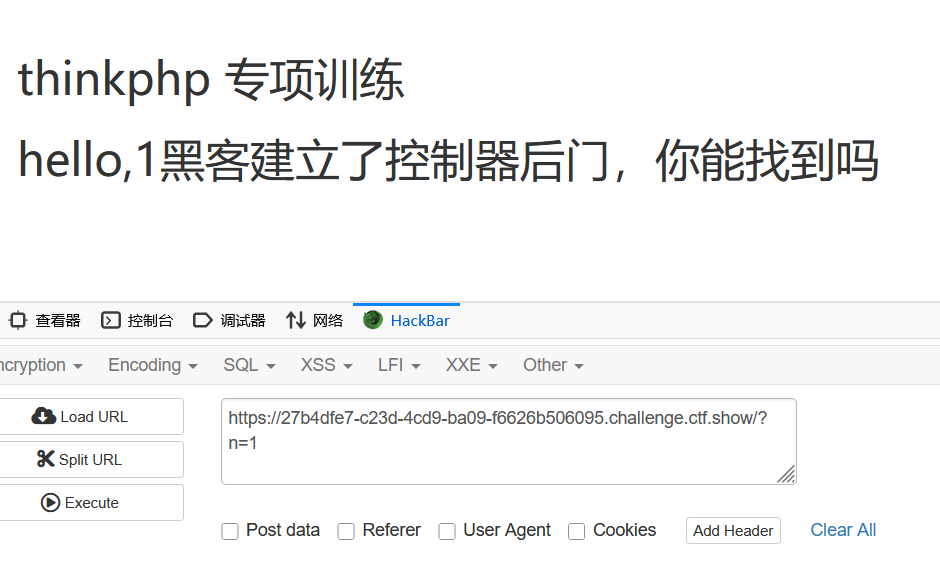 thinkphp 专项训练
hello,1黑客建立了控制器后门，你能找到吗
查看器 控制台 调试器 网络 HackBar
ncryption Encoding SQL XSS LFI XXE Other
Load URL
Split URL
Execute
https://27b4dfe7-c23d-4cd9-ba09-f6626b506095.challenge.ctf.show/?
n=1
Post data Referer User Agent Cookies Add Header Clear All